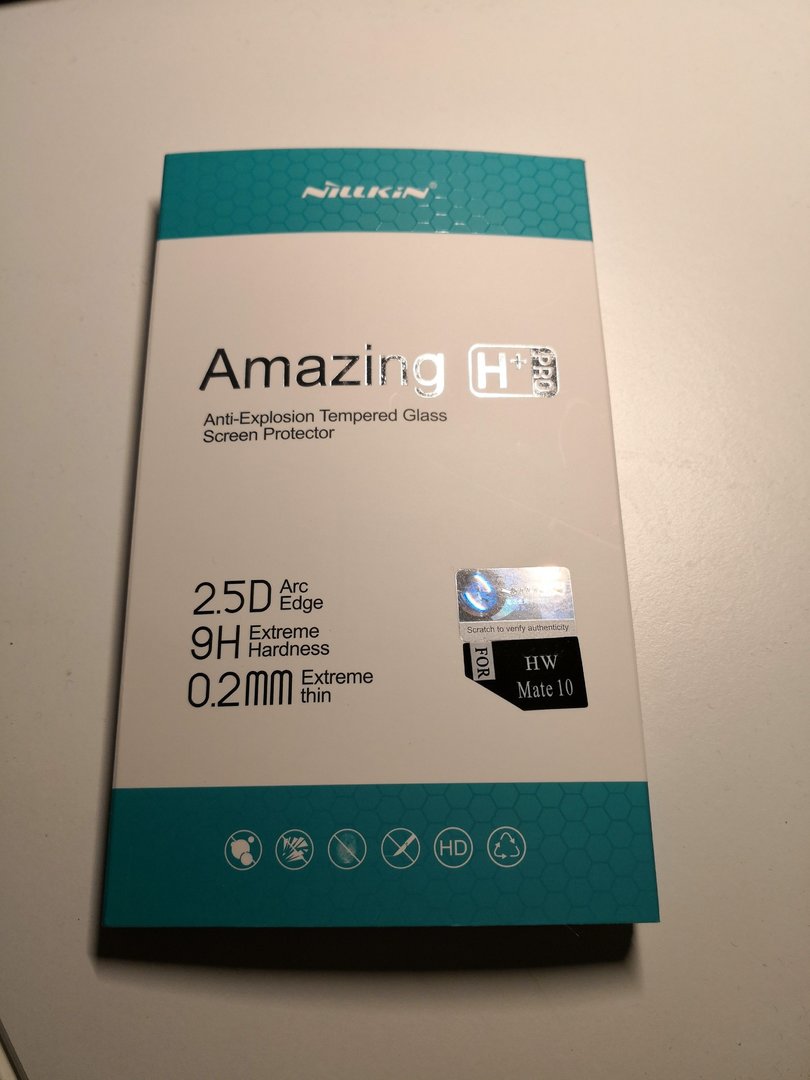 NILLKIN®
Amazing H+ PRO
Anti-Explosion Tempered Glass
Screen Protector
2.5D Arc
Edge
9H Extreme
Hardness
0.2mm Extreme
thin
Scratch to verify authenticity
FOR
HW
Mate 10
HD